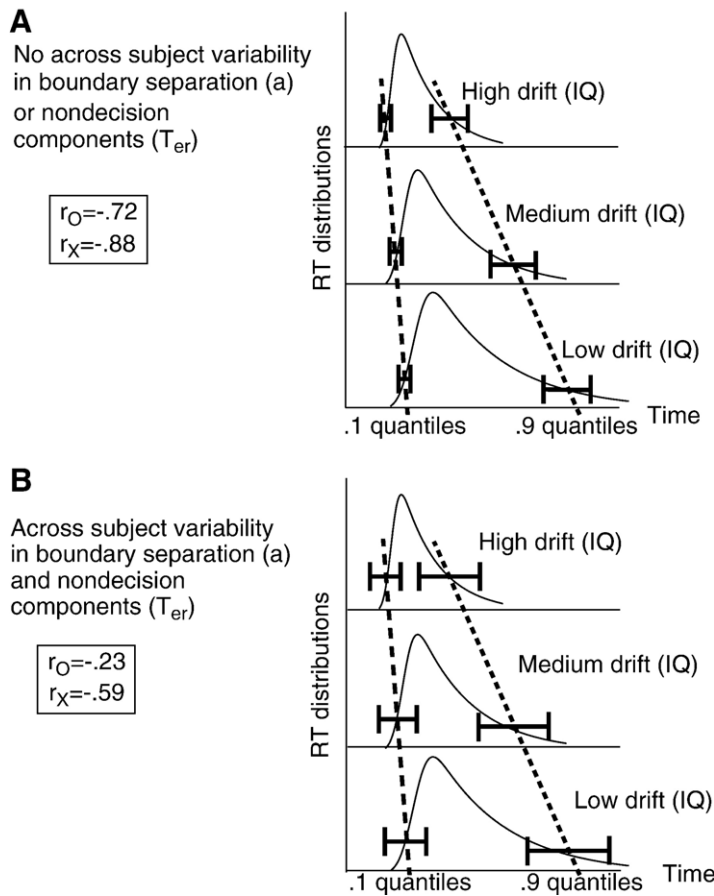 A
No across subject variability
in boundary separation (a)
or nondecision
components (Ter)
rO=-.72
rX=-.88
RT distributions
High drift (IQ)
Medium drift (IQ)
Low drift (IQ)
Time
.1 quantiles
.9 quantiles
B
Across subject variability
in boundary separation (a)
and nondecision
components (Ter)
rO=-.23
rX=-.59
RT distributions
High drift (IQ)
Medium drift (IQ)
Low drift (IQ)
.1 quantiles
.9 quantiles